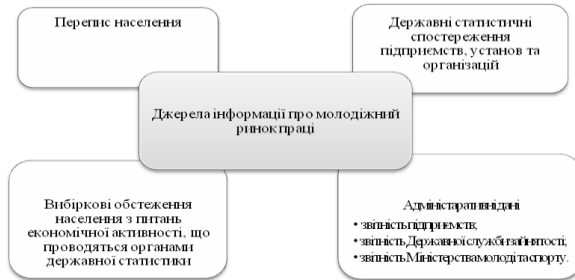 Перепис населення
Державні статистичні
спостереження
підприємств, установ та
організацій
Джерела інформації про молодіжний
ринок праці
Вибіркові обстеження
населення з питань
економічної активності, що
проводяться органами
державної статистики
Адміністаративні дані
• звітність підприємств;
• звітність Державної служби зайнятості;
• звітність Міністерства молоді та спорту.